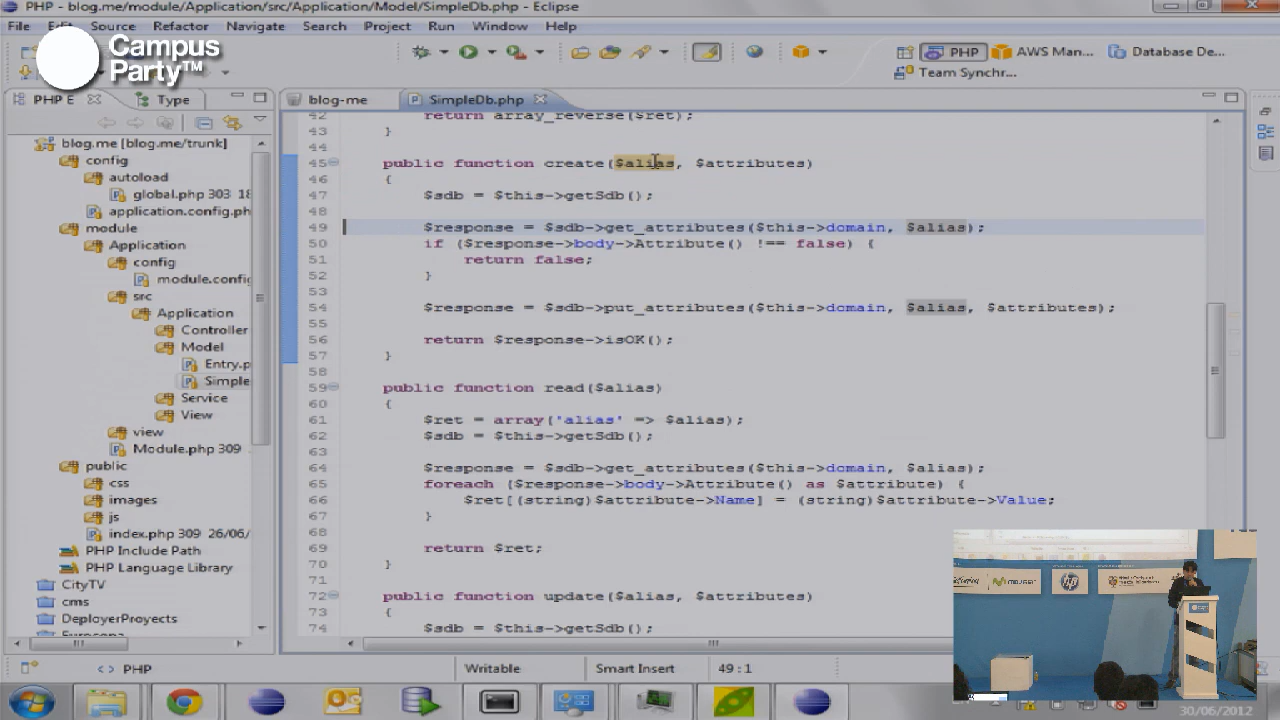 PHP - blog.me/module/Application/src/Application/Model/SimpleDb.php - Eclipse
File Edit Source Refactor Navigate Search Project Run Window Help
Campus
Party™
PHP
AWS Man...
Database De...
Team Synchr...
PHP E
Type
blog-me
SimpleDb.php
blog.me [blog.me/trunk]
config
autoload
global.php 303 18
application.config.ph
module
Application
config
module.config
src
Application
Controller
Model
Entry.p
Simple
Service
View
view
Module.php 309
public
css
images
js
index.php 309 26/06/
PHP Include Path
PHP Language Library
CityTV
cms
DeployerProyects
Europcona
42 return array_reverse($ret);
43 }
44
45 public function create($alias, $attributes)
46 {
47 $sdb = $this->getSdb();
48
49 $response = $sdb->get_attributes($this->domain, $alias);
50 if ($response->body->Attribute() !== false) {
51 return false;
52 }
53
54 $response = $sdb->put_attributes($this->domain, $alias, $attributes);
55
56 return $response->isOK();
57 }
58
59 public function read($alias)
60 {
61 $ret = array('alias' => $alias);
62 $sdb = $this->getSdb();
63
64 $response = $sdb->get_attributes($this->domain, $alias);
65 foreach ($response->body->Attribute() as $attribute) {
66 $ret[(string)$attribute->Name] = (string)$attribute->Value;
67 }
68
69 return $ret;
70 }
71
72 public function update($alias, $attributes)
73 {
74 $sdb = $this->getSdb();
movistar
hp
PHP
Writable
Smart Insert
49:1
30/06/2012